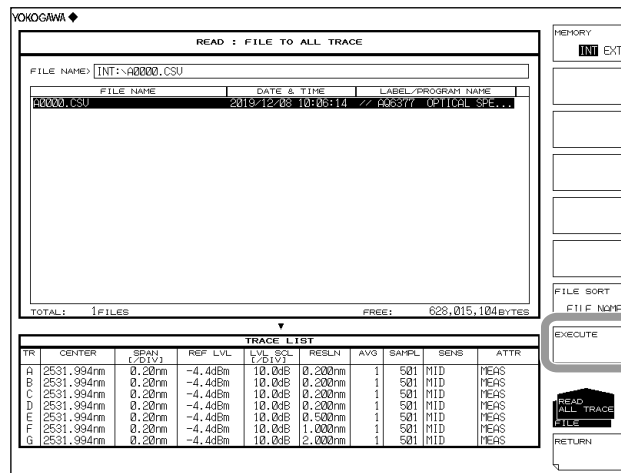 YOKOGAWA
READ : FILE TO ALL TRACE
FILE NAME> INT:\A0000.CSV
FILE NAME DATE & TIME LABEL/PROGRAM NAME
A0000.CSV 2019/12/08 10:06:14 // AQ6377 OPTICAL SPE...
TOTAL: 1FILES FREE: 628,015,104BYTES
TRACE LIST
TR CENTER SPAN [/DIV] REF LVL LVL SCL [/DIV] RESLN AVG SAMPL SENS ATTR
A 2531.994nm 0.20nm -4.4dBm 10.0dB 0.200nm 1 501 MID MEAS
B 2531.994nm 0.20nm -4.4dBm 10.0dB 0.200nm 1 501 MID MEAS
C 2531.994nm 0.20nm -4.4dBm 10.0dB 0.200nm 1 501 MID MEAS
D 2531.994nm 0.20nm -4.4dBm 10.0dB 0.200nm 1 501 MID MEAS
E 2531.994nm 0.20nm -4.4dBm 10.0dB 0.500nm 1 501 MID MEAS
F 2531.994nm 0.20nm -4.4dBm 10.0dB 1.000nm 1 501 MID MEAS
G 2531.994nm 0.20nm -4.4dBm 10.0dB 2.000nm 1 501 MID MEAS
MEMORY
INT EXT
FILE SORT
FILE NAME
EXECUTE
READ
ALL TRACE
FILE
RETURN